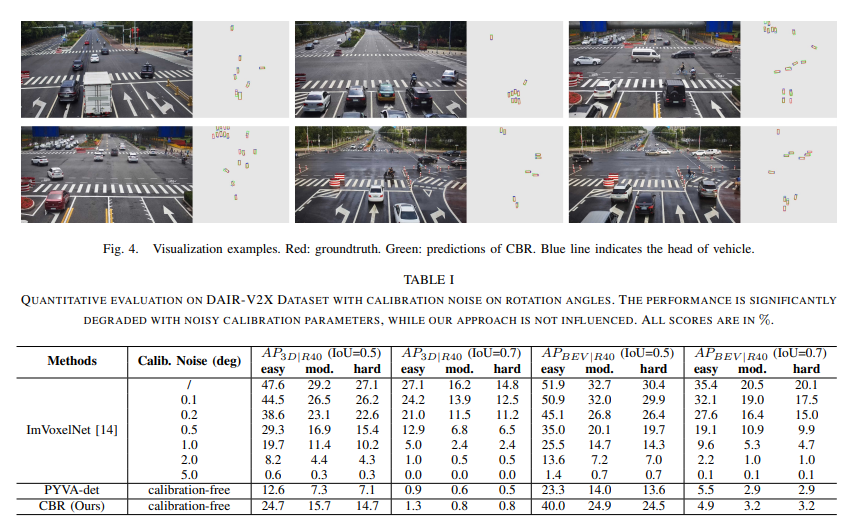 Fig. 4. Visualization examples. Red: groundtruth. Green: predictions of CBR. Blue line indicates the head of vehicle.
TABLE I
QUANTITATIVE EVALUATION ON DAIR-V2X DATASET WITH CALIBRATION NOISE ON ROTATION ANGLES. THE PERFORMANCE IS SIGNIFICANTLY
DEGRADED WITH NOISY CALIBRATION PARAMETERS, WHILE OUR APPROACH IS NOT INFLUENCED. ALL SCORES ARE IN %.
Methods Calib. Noise (deg) AP3D|R40 (IoU=0.5) AP3D|R40 (IoU=0.7) APBEV|R40 (IoU=0.5) APBEV|R40 (IoU=0.7)
easy mod. hard easy mod. hard easy mod. hard easy mod. hard
/ 47.6 29.2 27.1 27.1 16.2 14.8 51.9 32.7 30.4 35.4 20.5 20.1
0.1 44.5 26.5 26.2 24.2 13.9 12.5 50.9 32.0 29.9 32.1 19.0 17.5
0.2 38.6 23.1 22.6 21.0 11.5 11.2 45.1 26.8 26.4 27.6 16.4 15.0
ImVoxelNet [14] 0.5 29.3 16.9 15.4 12.9 6.8 6.5 35.0 20.1 19.7 19.1 10.9 9.9
1.0 19.7 11.4 10.2 5.0 2.4 2.4 25.5 14.7 14.3 9.6 5.3 4.7
2.0 8.2 4.4 4.3 1.0 0.5 0.5 13.6 7.2 7.0 2.2 1.0 1.0
5.0 0.6 0.3 0.3 0.0 0.0 0.0 1.4 0.7 0.7 0.1 0.1 0.1
PYVA-det calibration-free 12.6 7.3 7.1 0.9 0.6 0.5 23.3 14.0 13.6 5.5 2.9 2.9
CBR (Ours) calibration-free 24.7 15.7 14.7 1.3 0.8 0.8 40.0 24.9 24.5 4.9 3.2 3.2